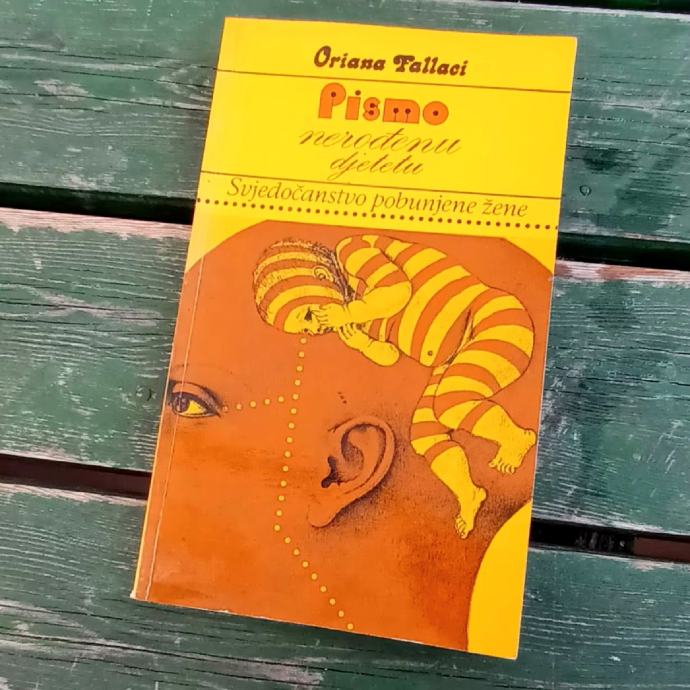 Oriana Fallaci
Pismo
nerođenu
djetetu
Svjedočanstvo pobunjene žene